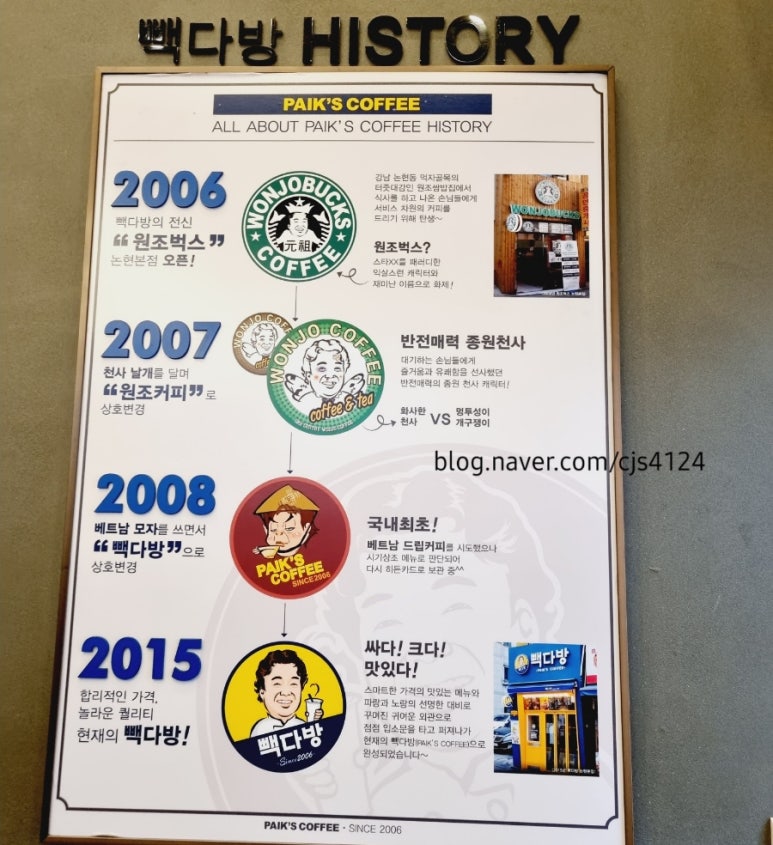 빽다방 HISTORY
PAIK'S COFFEE
ALL ABOUT PAIK'S COFFEE HISTORY
2006
빽다방의 전신
“원조벅스”
논현본점 오픈!
WONJOBUCKS
元祖
COFFEE
강남 논현동 먹자골목의
터줏대감인 원조쌈밥집에서
식사를 하고 나온 손님들에게
서비스 차원의 커피를
드리기 위해 탄생~
원조벅스?
스타XX를 패러디한
익살스런 캐릭터와
재미난 이름으로 화제!
WONJOBUCKS
2007
천사 날개를 달며
“원조커피”로
상호변경
WONJO COFFEE
coffee & tea
반전매력 종원천사
대기하는 손님들에게
즐거움과 유쾌함을 선사했던
반전매력의 종원 천사 캐릭터!
화사한
천사
VS
멍투성이
개구쟁이
blog.naver.com/cjs4124
2008
베트남 모자를 쓰면서
“빽다방”으로
상호변경
PAIK'S
COFFEE
SINCE2006
국내최초!
베트남 드립커피를 시도했으나
시기상조 메뉴로 판단되어
다시 히든카드로 보관 중^^
2015
합리적인 가격,
놀라운 퀄리티
현재의 빽다방!
빽다방
Since2006
싸다! 크다!
맛있다!
스마트한 가격의 맛있는 메뉴와
파랑과 노랑의 선명한 대비로
꾸며진 귀여운 외관으로
점점 입소문을 타고 퍼져나가
현재의 빽다방(PAIK'S COFFEE)으로
완성되었습니다~
빽다방
PAIK'S COFFEE · SINCE 2006